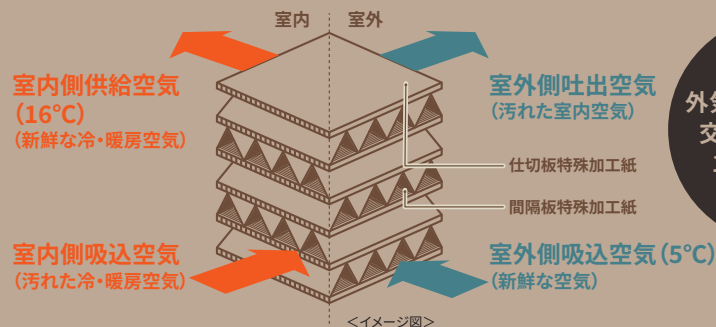 室内
室外
室内側供給空気
（16℃）
（新鮮な冷・暖房空気）
室外側吐出空気
（汚れた室内空気）
外気
交
仕切板特殊加工紙
間隔板特殊加工紙
室内側吸込空気
（汚れた冷・暖房空気）
室外側吸込空気（5℃）
（新鮮な空気）
＜イメージ図＞